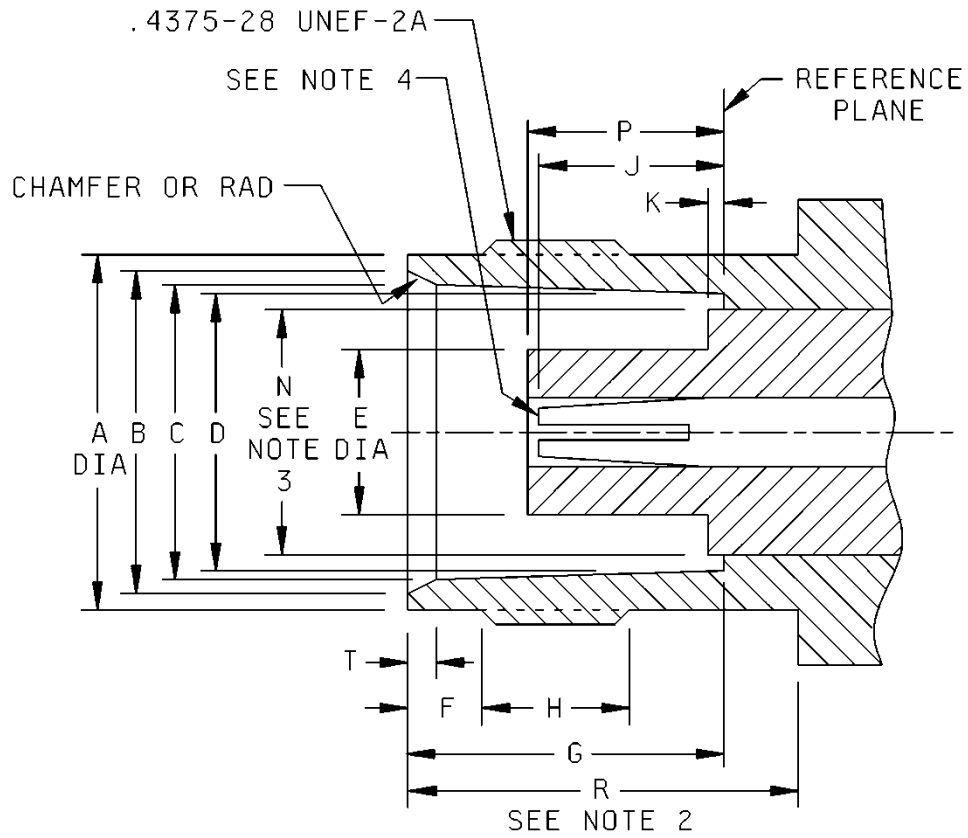 .4375-28 UNEF-2A
SEE NOTE 4
REFERENCE
PLANE
P
J
CHAMFER OR RAD
K
A
DIA
B
C
D
N
SEE
NOTE
3
E
DIA
T
F
H
G
R
SEE NOTE 2